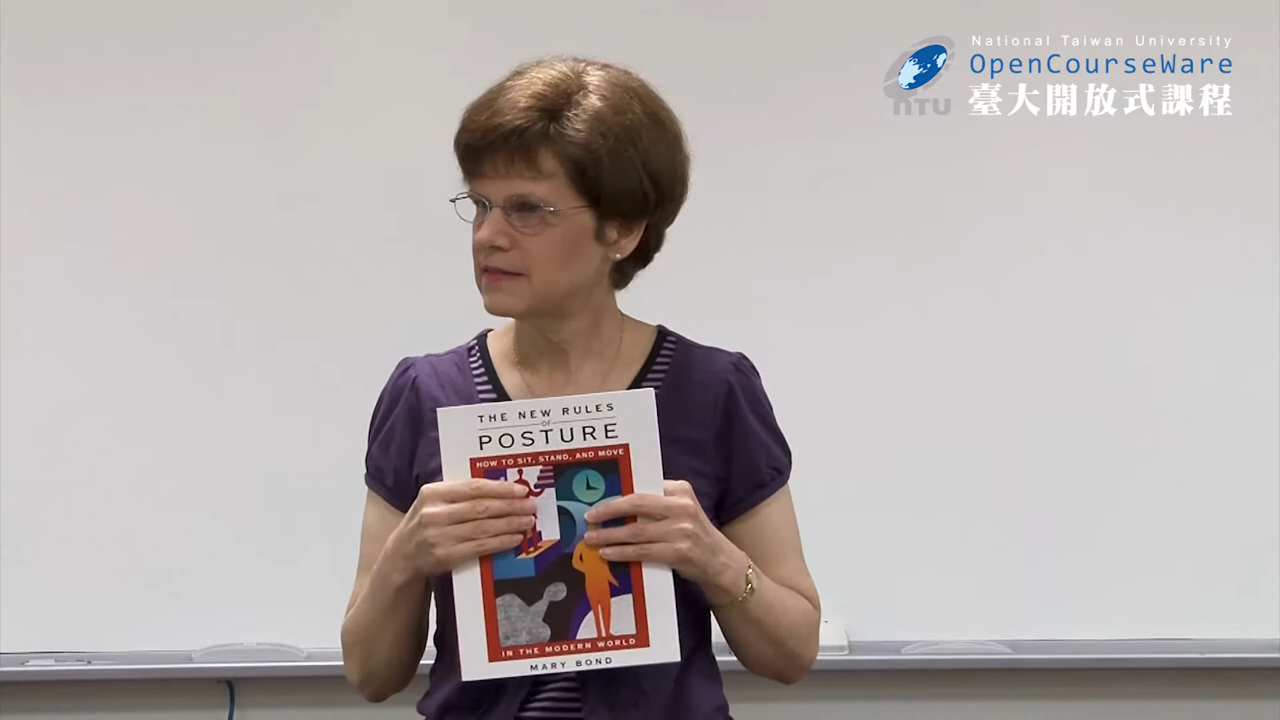 National Taiwan University
OpenCourseWare
NTU
臺大開放式課程
THE NEW RULES
OF
POSTURE
HOW TO SIT, STAND, AND MOVE
IN THE MODERN WORLD
MARY BOND